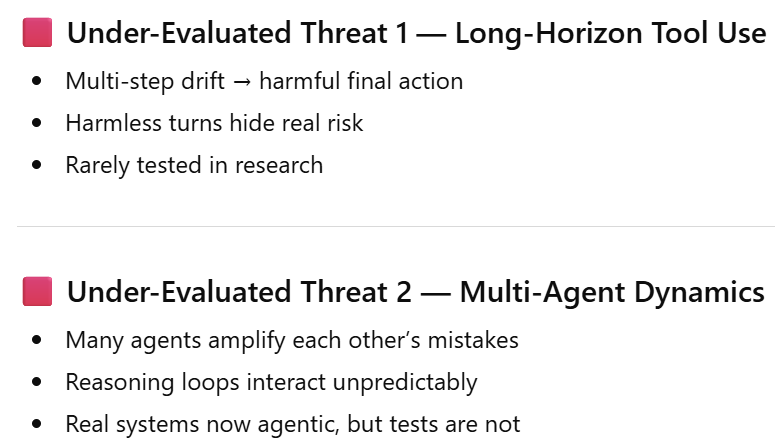 Under-Evaluated Threat 1 — Long-Horizon Tool Use
• Multi-step drift → harmful final action
• Harmless turns hide real risk
• Rarely tested in research
Under-Evaluated Threat 2 — Multi-Agent Dynamics
• Many agents amplify each other’s mistakes
• Reasoning loops interact unpredictably
• Real systems now agentic, but tests are not